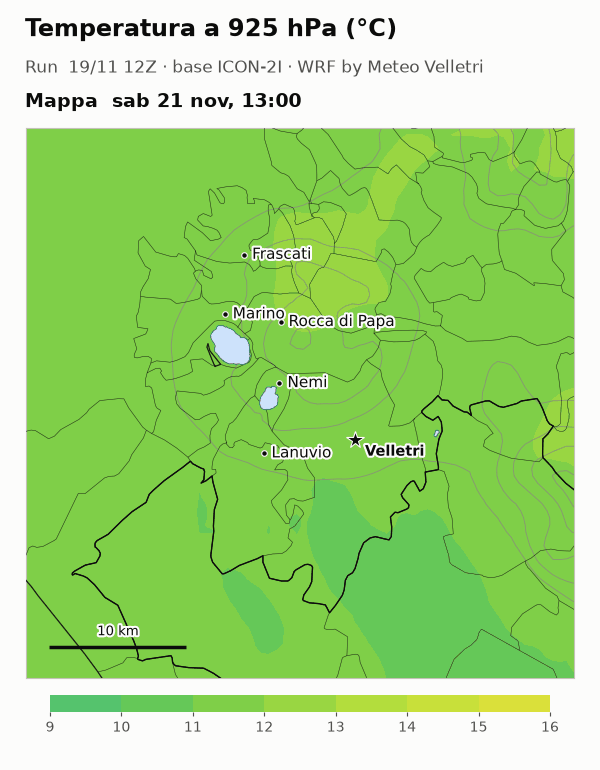 Temperatura a 925 hPa (°C)
Run  19/11 12Z · base ICON-2I · WRF by Meteo Velletri
Mappa  sab 21 nov, 13:00
Frascati
Marino
Rocca di Papa
Nemi
Velletri
Lanuvio
10 km
9 10 11 12 13 14 15 16